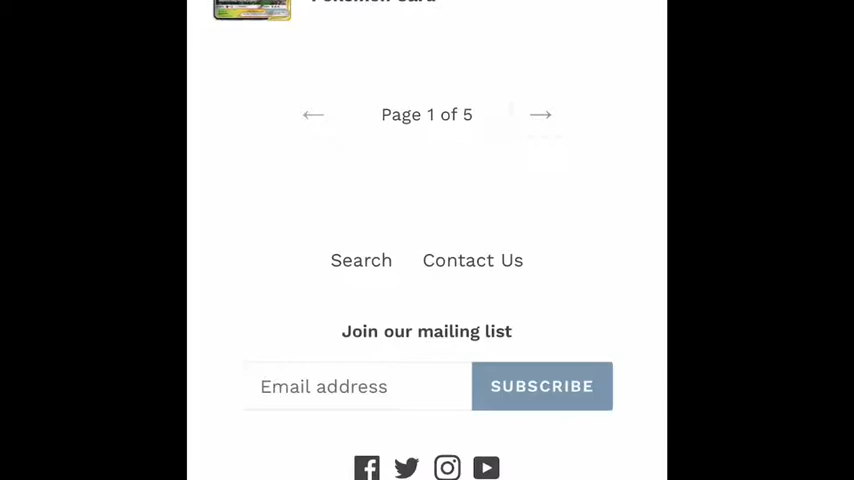 Page 1 of 5
Search Contact Us
Join our mailing list
Email address SUBSCRIBE